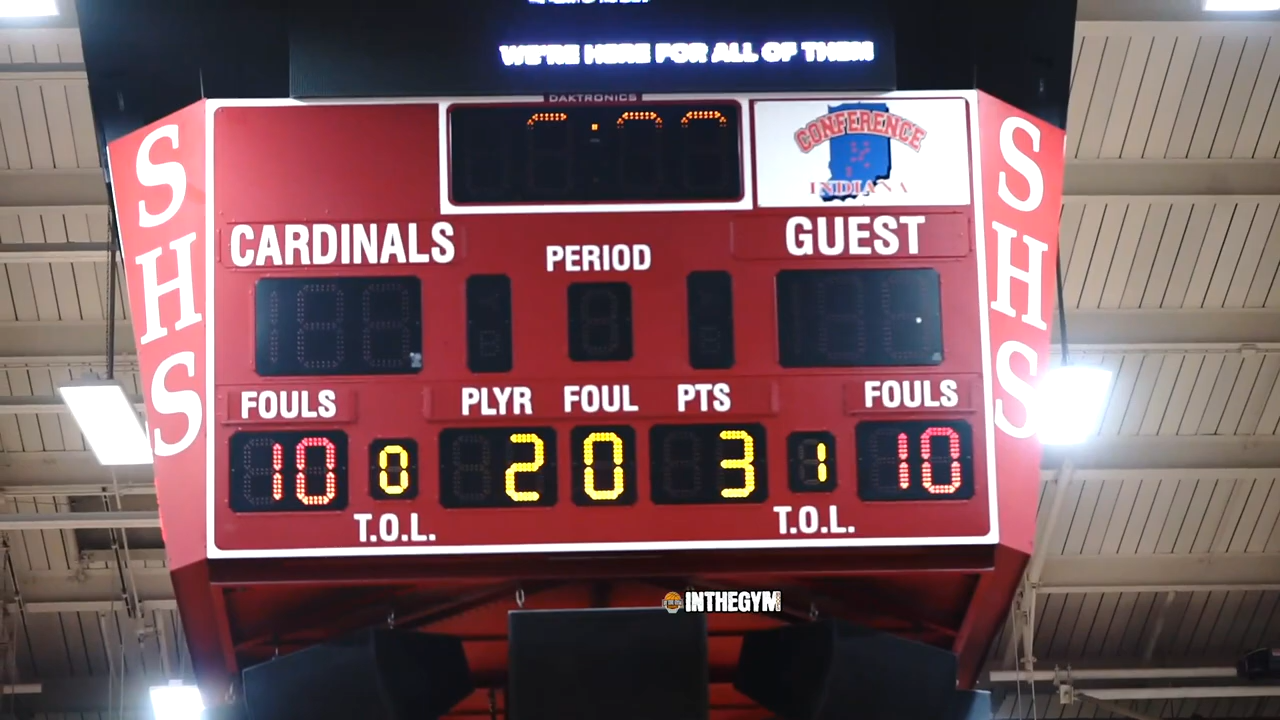 WE'RE HERE FOR ALL OF THEM
DAKTRONICS
CONFERENCE
INDIANA
SHS
SHS
CARDINALS
PERIOD
GUEST
FOULS
PLYR
FOUL
PTS
FOULS
10
0
2
0
3
1
10
T.O.L.
T.O.L.
INTHEGYM